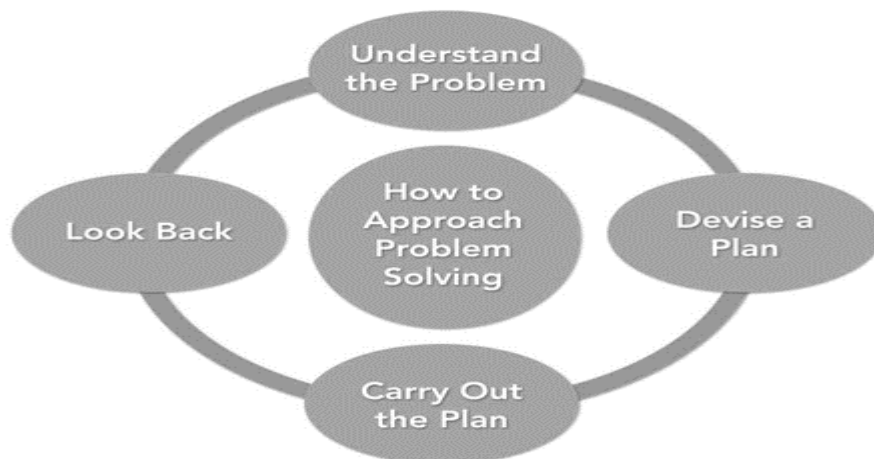 Understand
the Problem
How to
Approach
Problem
Solving
Look Back
Devise a
Plan
Carry Out
the Plan